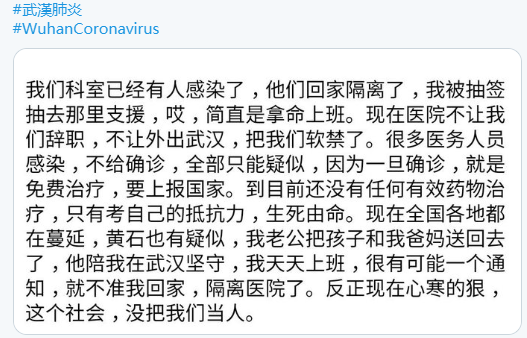 #武漢肺炎
#WuhanCoronavirus
我们科室已经有人感染了，他们回家隔离了，我被抽签
抽去那里支援，哎，简直是拿命上班。现在医院不让我
们辞职，不让外出武汉，把我们软禁了。很多医务人员
感染，不给确诊，全部只能疑似，因为一旦确诊，就是
免费治疗，要上报国家。到目前还没有任何有效药物治
疗，只有考自己的抵抗力，生死由命。现在全国各地都
在蔓延，黄石也有疑似，我老公把孩子和我爸妈送回去
了，他陪我在武汉坚守，我天天上班，很有可能一个通
知，就不准我回家，隔离医院了。反正现在心寒的狠，
这个社会，没把我们当人。